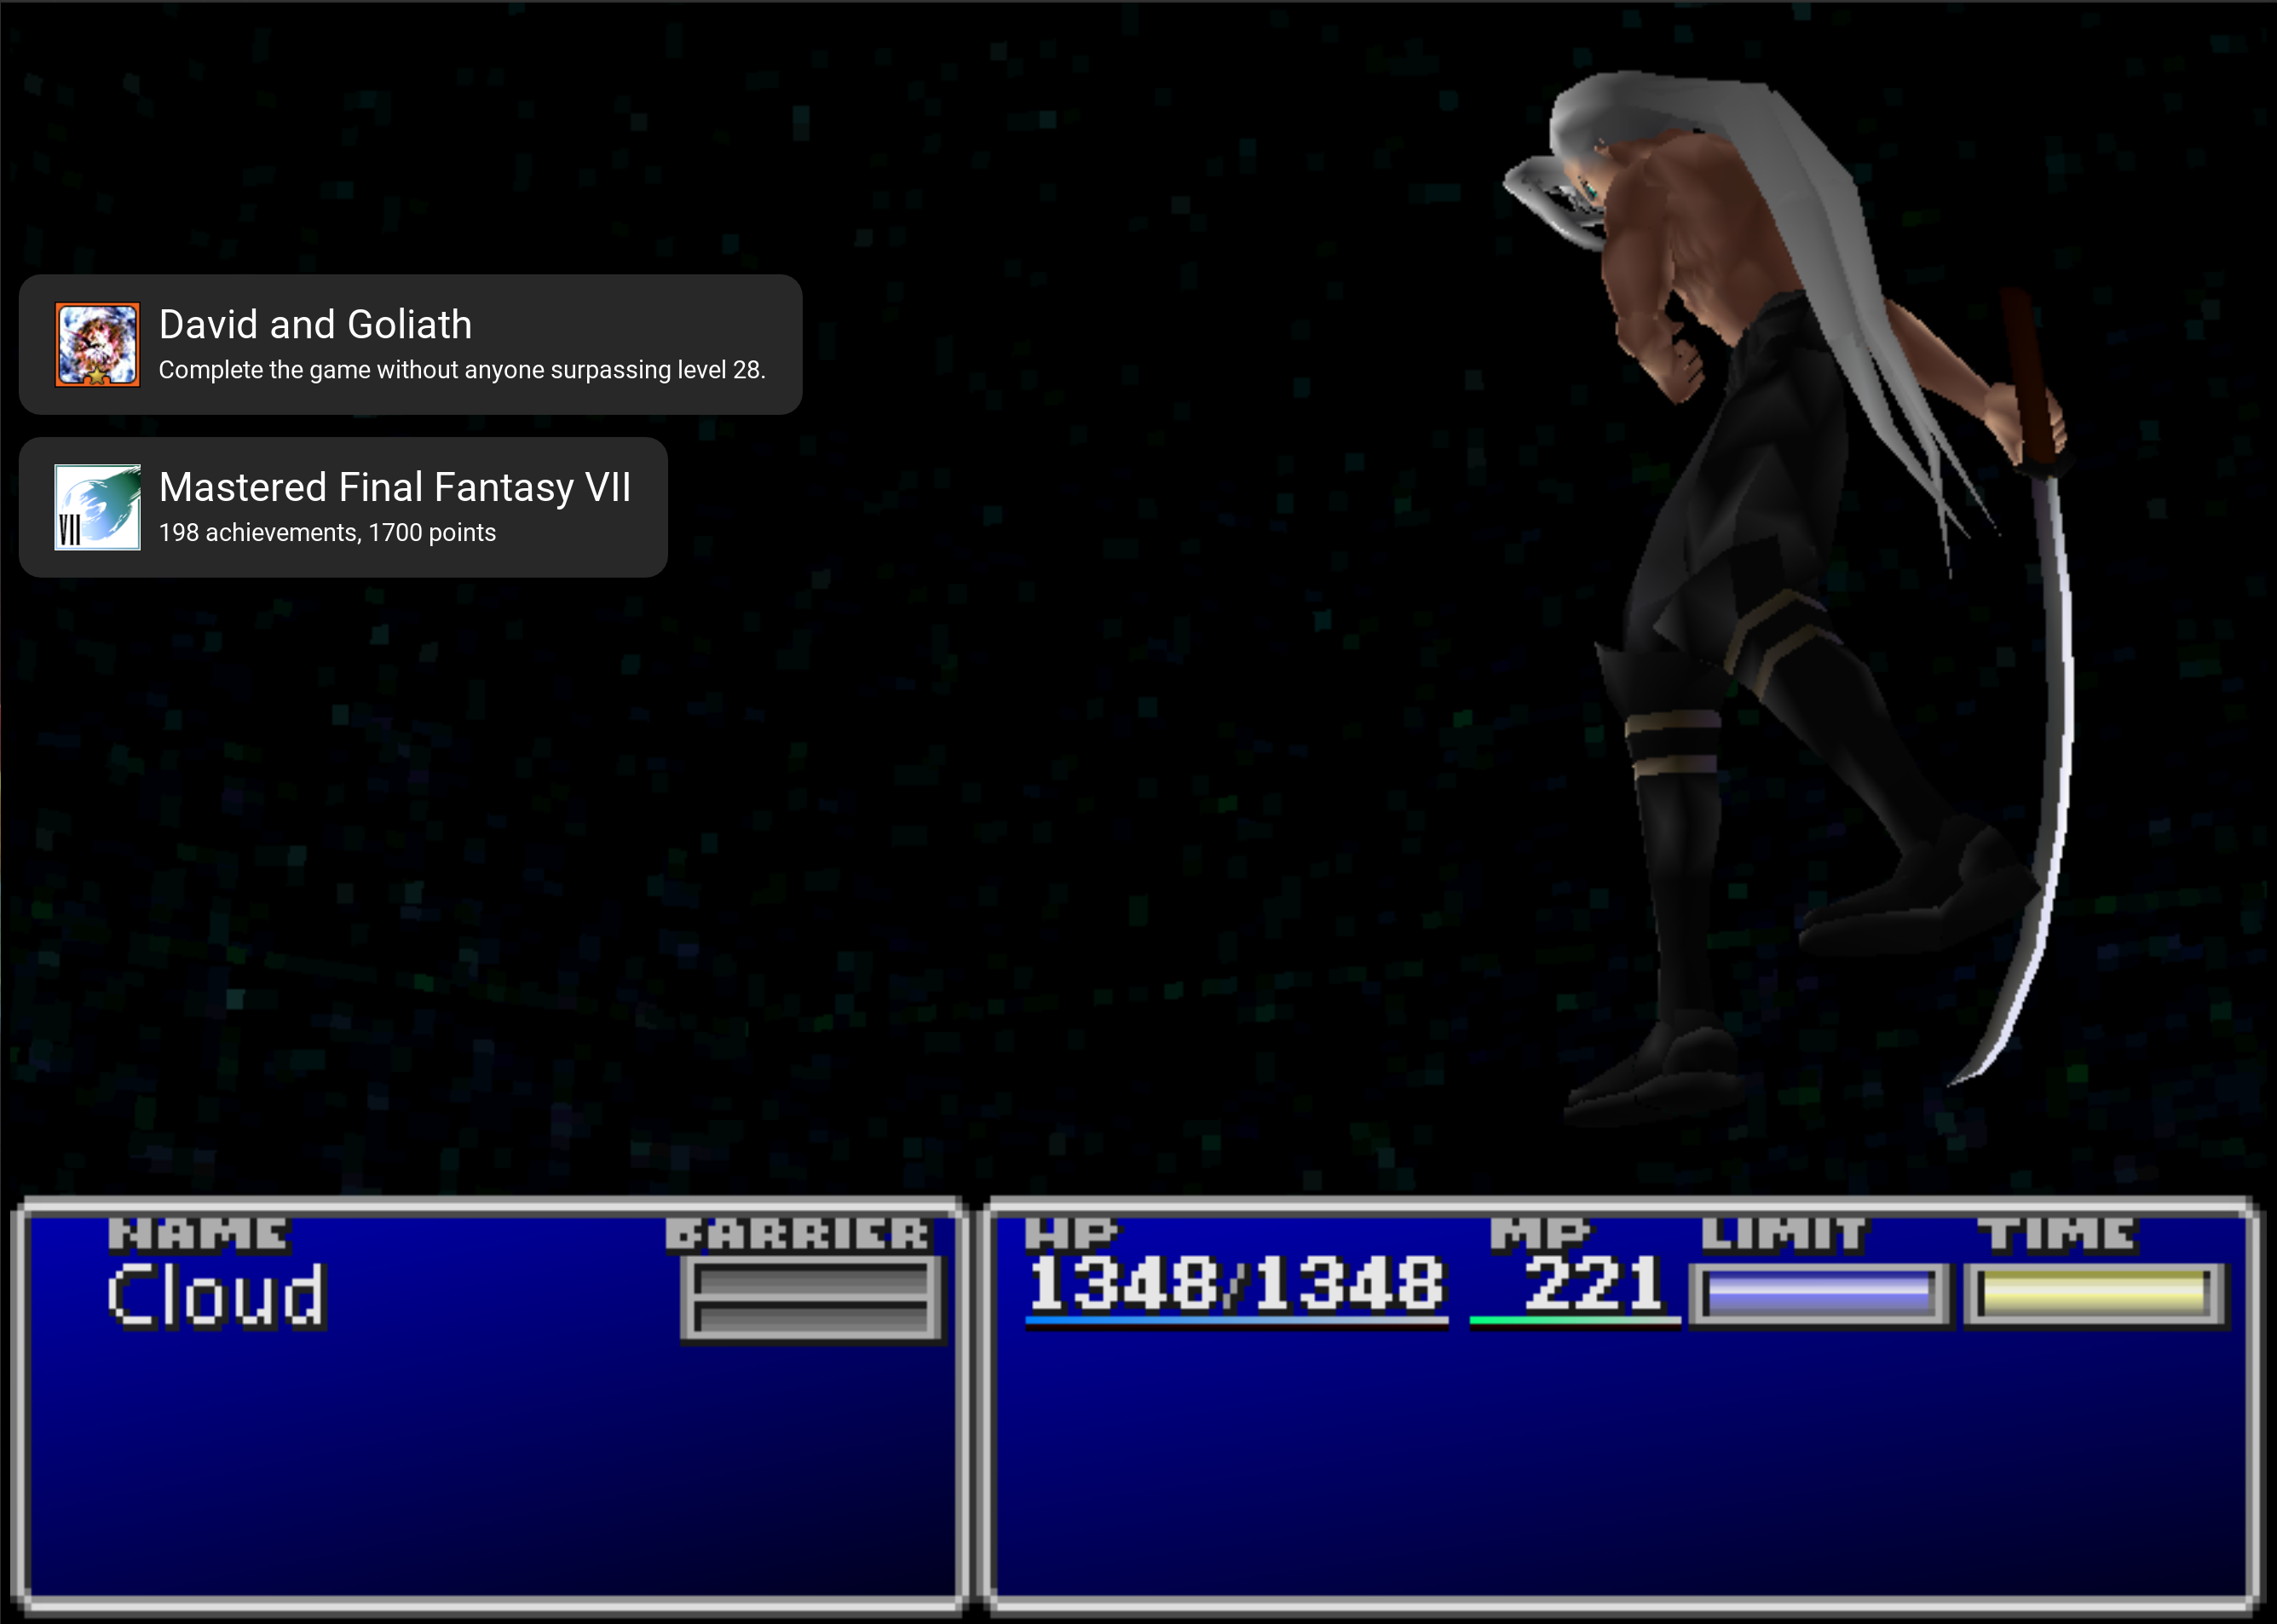 David and Goliath
Complete the game without anyone surpassing level 28.
VII
Mastered Final Fantasy VII
198 achievements, 1700 points
NAME BARRIER HP MP LIMIT TIME
Cloud 1348/1348 221